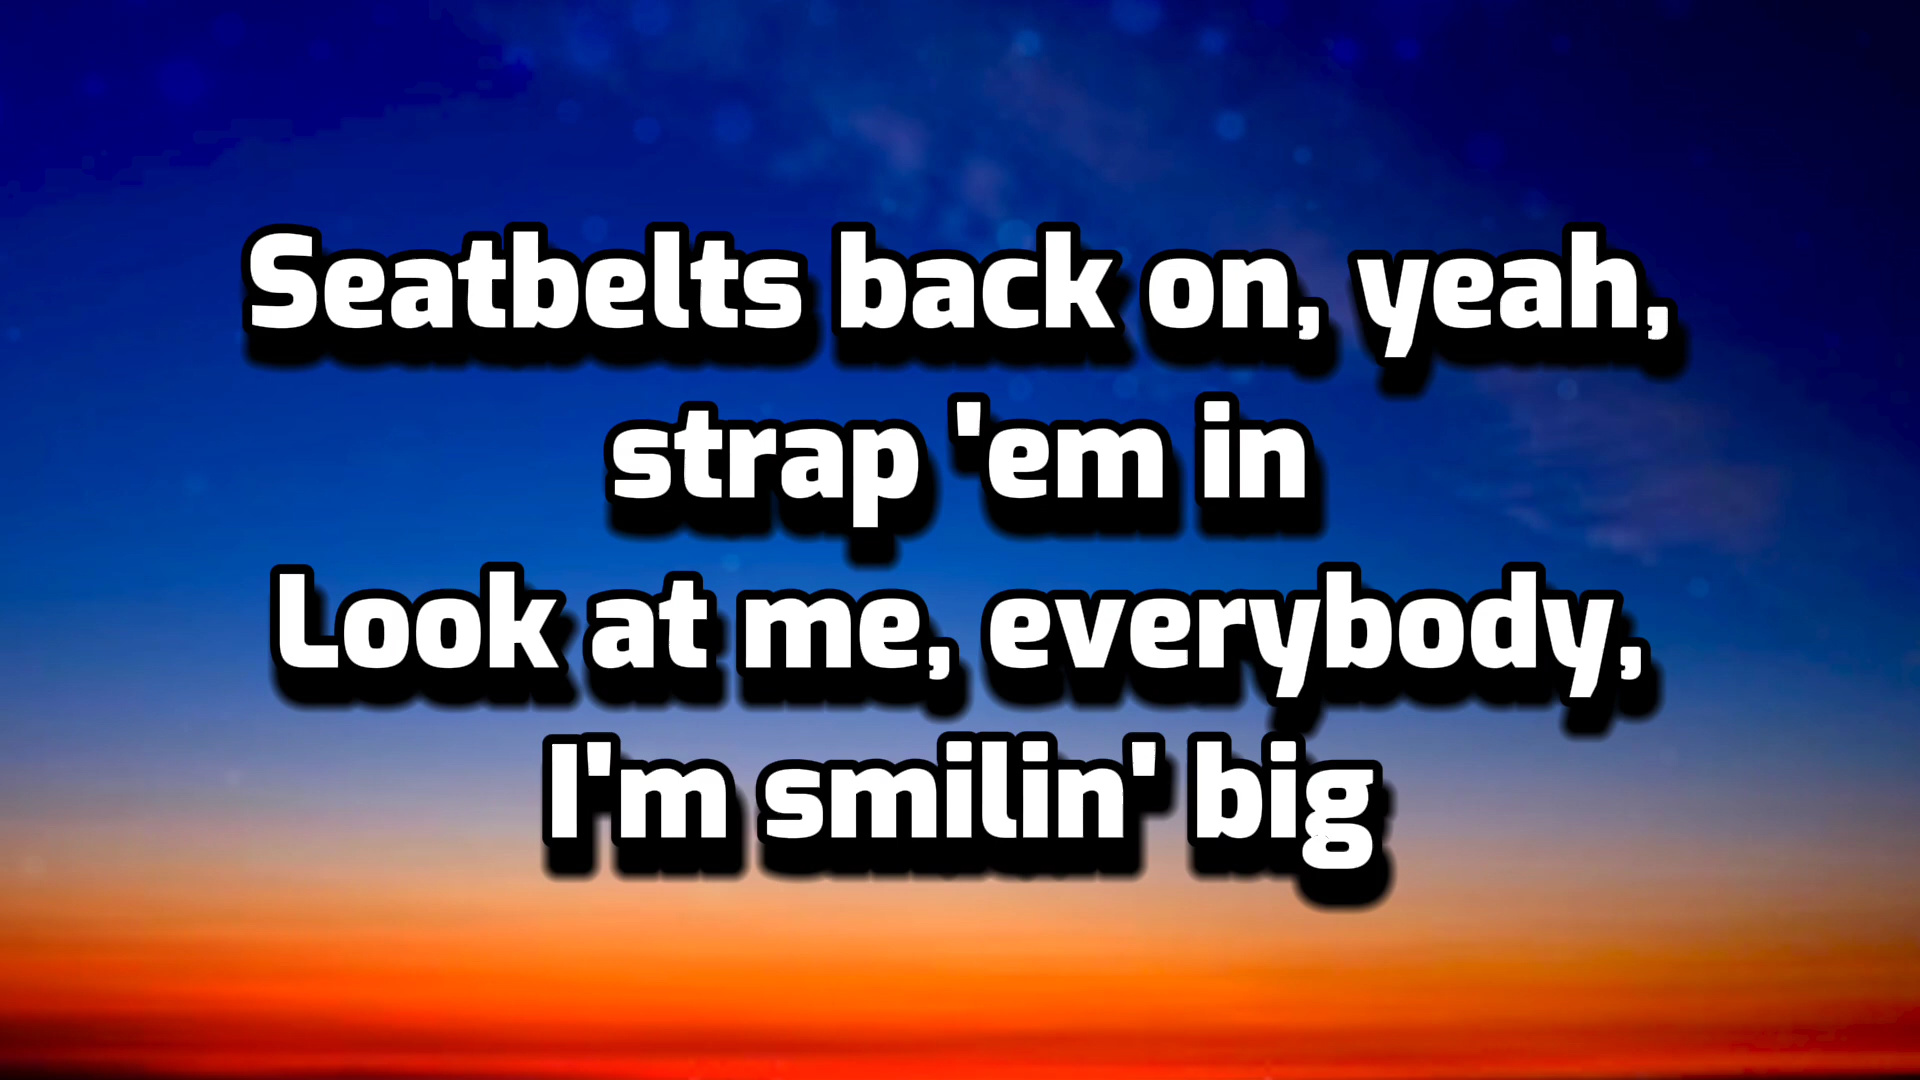 Seatbelts back on, yeah,
strap 'em in
Look at me, everybody,
I'm smilin' big